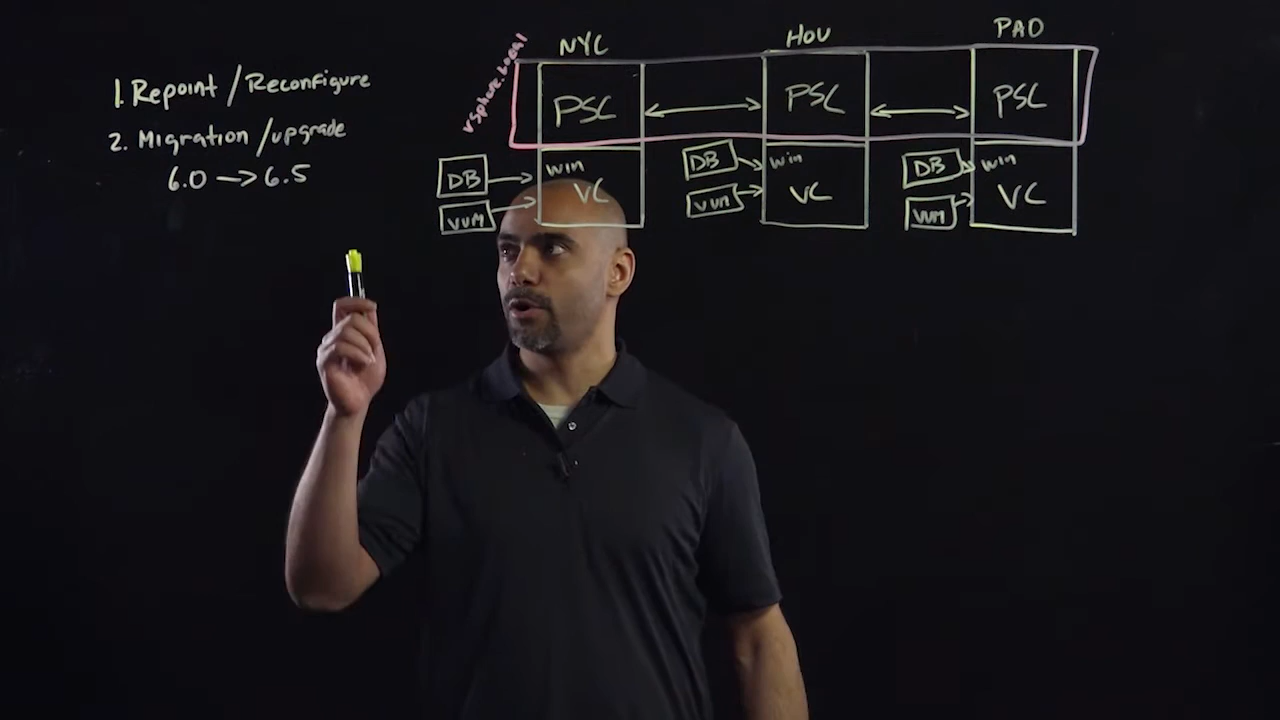 1. Repoint/Reconfigure
2. Migration/upgrade
6.0 → 6.5
vsphere.local
NYC
HOU
PAO
PSC
PSC
PSC
DB
win
VC
VUM
DB
win
VC
VUM
DB
win
VC
VUM